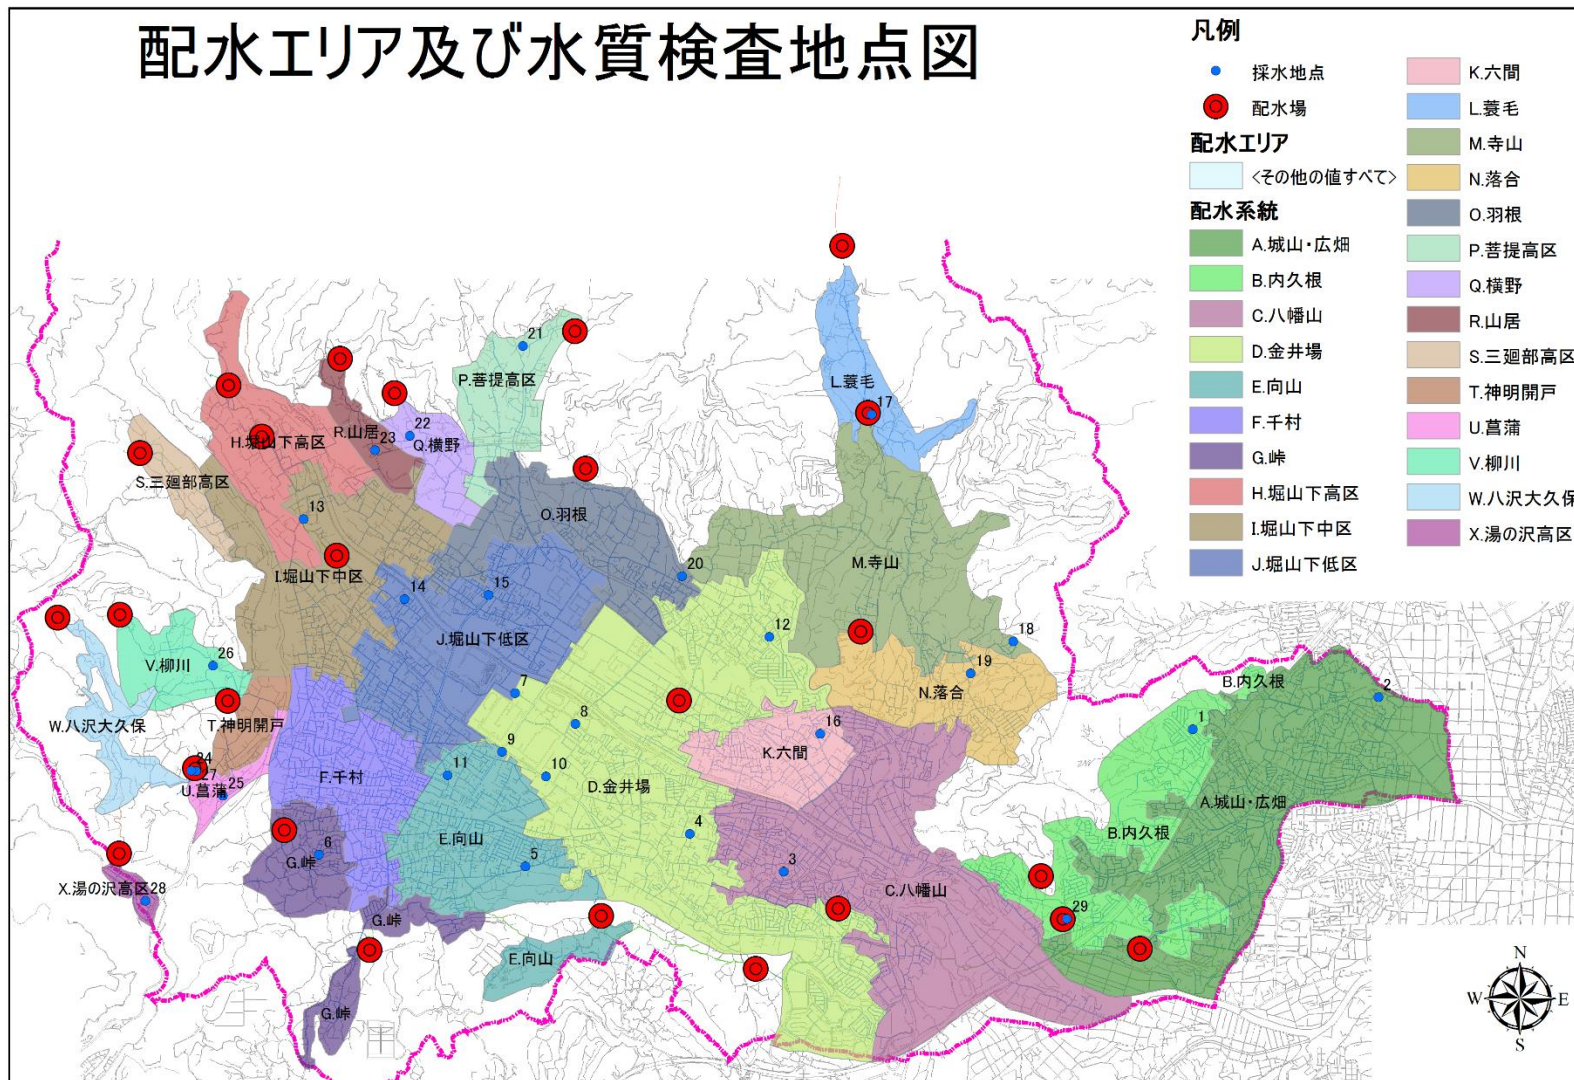 配水エリア及び水質検査地点図
凡例
採水地点
配水場
配水エリア
<その他の値すべて>
配水系統
A.城山・広畑
B.内久根
C.八幡山
D.金井場
E.向山
F.千村
G.峠
H.堀山下高区
I.堀山下中区
J.堀山下低区
K.六間
L.蓑毛
M.寺山
N.落合
O.羽根
P.菩提高区
Q.横野
R.山居
S.三廻部高区
T.神明開戸
U.菖蒲
V.柳川
W.八沢大久保
X.湯の沢高区
21
P.菩提高区
L.蓑毛
17
H.堀山下高区
R.山居
23
22
Q.横野
S.三廻部高区
13
O.羽根
I.堀山下中区
14
15
20
M.寺山
J.堀山下低区
12
18
19
N.落合
V.柳川
26
7
8
B.内久根
2
1
W.八沢大久保
T.神明開戸
9
16
K.六間
24
27
U.菖蒲
25
F.千村
11
10
D.金井場
A.城山・広畑
E.向山
4
B.内久根
G.峠
6
5
3
X.湯の沢高区28
C.八幡山
G.峠
29
E.向山
G.峠
N
W
E
S